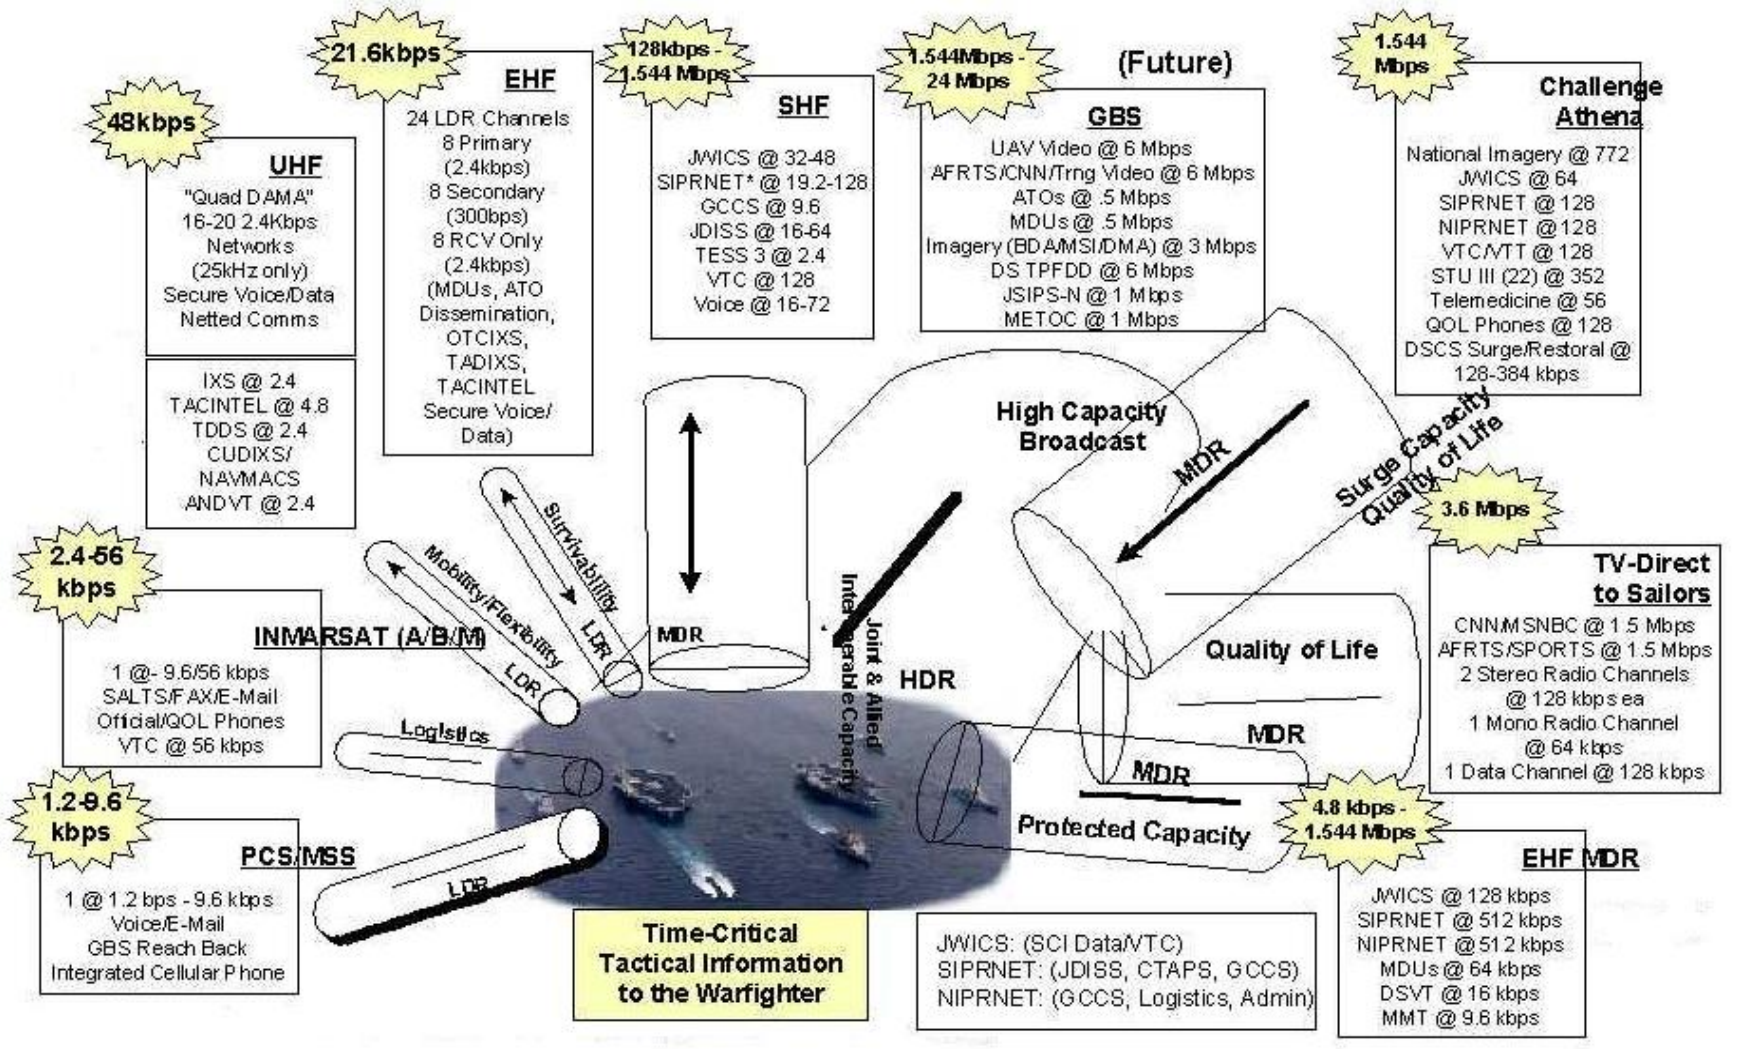 48kbps
UHF
"Quad DAMA"
16-20 2.4Kbps
Networks
(25kHz only)
Secure Voice/Data
Netted Comms
IXS @ 2.4
TACINTEL @ 4.8
TDDS @ 2.4
CUDIXS/
NAVMACS
ANDVT @ 2.4
21.6kbps
EHF
24 LDR Channels
8 Primary
(2.4kbps)
8 Secondary
(300bps)
8 RCV Only
(2.4kbps)
(MDUs, ATO
Dissemination,
OTCIXS,
TADIXS,
TACINTEL
Secure Voice/
Data)
128kbps -
1.544 Mbps
SHF
JWICS @ 32-48
SIPRNET* @ 19.2-128
GCCS @ 9.6
JDISS @ 16-64
TESS 3 @ 2.4
VTC @ 128
Voice @ 16-72
1.544Mbps -
24 Mbps
(Future)
GBS
UAV Video @ 6 Mbps
AFRTS/CNN/Trng Video @ 6 Mbps
ATOs @ .5 Mbps
MDUs @ .5 Mbps
Imagery (BDA/MSI/DMA) @ 3 Mbps
DS TPFDD @ 6 Mbps
JSIPS-N @ 1 Mbps
METOC @ 1 Mbps
1.544
Mbps
Challenge
Athena
National Imagery @ 772
JWICS @ 64
SIPRNET @ 128
NIPRNET @ 128
VTC/VTT @ 128
STU III (22) @ 352
Telemedicine @ 56
QOL Phones @ 128
DSCS Surge/Restoral @
128-384 kbps
High Capacity
Broadcast
MDR
Surge Capacity
Quality of Life
Survivability
LDR
Mobility/Flexibility
LDR
MDR
Joint & Allied
Interoperable Capacity
HDR
2.4-56
kbps
INMARSAT (A/B/M)
1 @- 9.6/56 kbps
SALTS/FAX/E-Mail
Official/QOL Phones
VTC @ 56 kbps
Logistics
1.2-9.6
kbps
PCS/MSS
1 @ 1.2 bps - 9.6 kbps
Voice/E-Mail
GBS Reach Back
Integrated Cellular Phone
LDR
3.6 Mbps
TV-Direct
to Sailors
CNN/MSNBC @ 1.5 Mbps
AFRTS/SPORTS @ 1.5 Mbps
2 Stereo Radio Channels
@ 128 kbps ea
1 Mono Radio Channel
@ 64 kbps
1 Data Channel @ 128 kbps
Quality of Life
MDR
MDR
Protected Capacity
4.8 kbps -
1.544 Mbps
EHF MDR
JWICS @ 128 kbps
SIPRNET @ 512 kbps
NIPRNET @ 512 kbps
MDUs @ 64 kbps
DSVT @ 16 kbps
MMT @ 9.6 kbps
Time-Critical
Tactical Information
to the Warfighter
JWICS: (SCI Data/VTC)
SIPRNET: (JDISS, CTAPS, GCCS)
NIPRNET: (GCCS, Logistics, Admin)